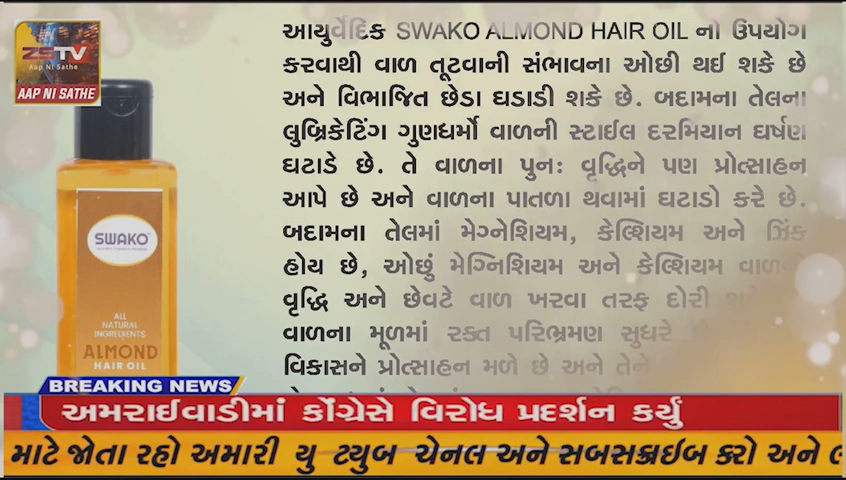 ZSTV
Aap Ni Sathe
AAP NI SATHE
આયુર્વેદિક SWAKO ALMOND HAIR OIL નો ઉપયોગ
કરવાથી વાળ તૂટવાની સંભાવના ઓછી થઈ શકે છે
અને વિભાજિત છેડા ઘડાડી શકે છે. બદામના તેલના
લુબ્રિકેટિંગ ગુણધર્મો વાળની સ્ટાઈલ દરમિયાન ઘર્ષણ
ઘટાડે છે. તે વાળના પુનઃ વૃદ્ધિને પણ પ્રોત્સાહન
આપે છે અને વાળના પાતળા થવામાં ઘટાડો કરે છે.
બદામના તેલમાં મેગ્નેશિયમ, કેલ્શિયમ અને ઝિંક
હોય છે, ઓછું મેગ્નિશિયમ અને કેલ્શિયમ
વૃદ્ધિ અને છેવટે વાળ ખરવા તરફ દોરી
વાળના મૂળમાં રક્ત પરિભ્રમણ સુધરે
વિકાસને પ્રોત્સાહન મળે છે અને તેને
SWAKO
ALL
NATURAL
INGREDIENTS
ALMOND
HAIR OIL
BREAKING NEWS
અમરાઈવાડીમાં કોંગ્રેસે વિરોધ પ્રદર્શન કર્યું
માટે જોતા રહો અમારી યુ ટ્યુબ ચેનલ અને સબસક્રાઇબ કરો અને